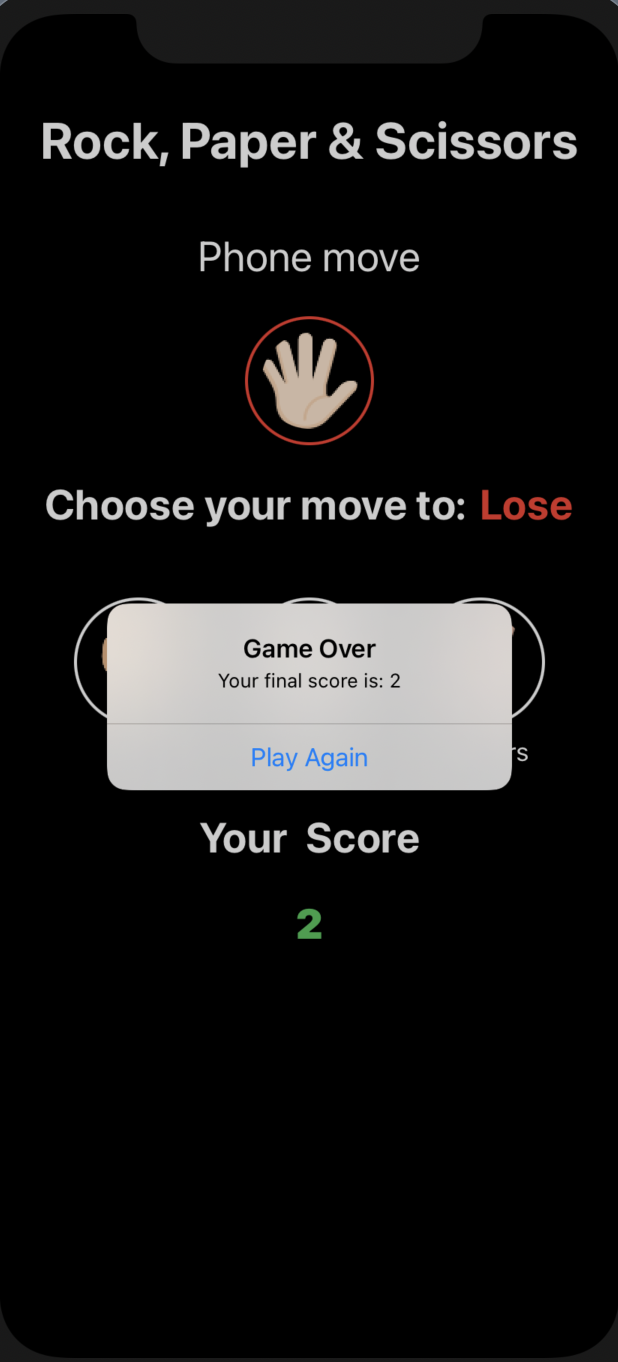 Rock, Paper & Scissors
Phone move
Choose your move to: Lose
Game Over
Your final score is: 2
Play Again
rs
Your Score
2